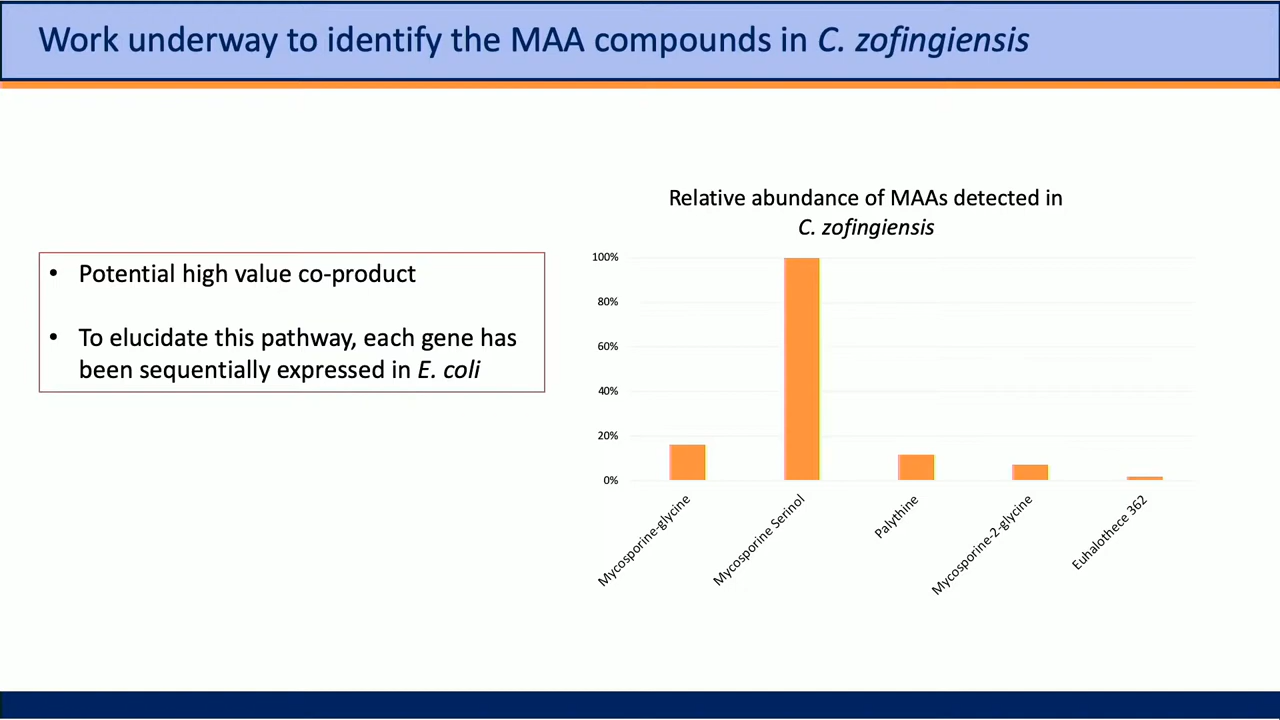 Work underway to identify the MAA compounds in C. zofingiensis
• Potential high value co-product
• To elucidate this pathway, each gene has
been sequentially expressed in E. coli
Relative abundance of MAAs detected in
C. zofingiensis
100%
80%
60%
40%
20%
0%
Mycosporine-glycine
Mycosporine Serinol
Palythine
Mycosporine-2-glycine
Euhalothece 362